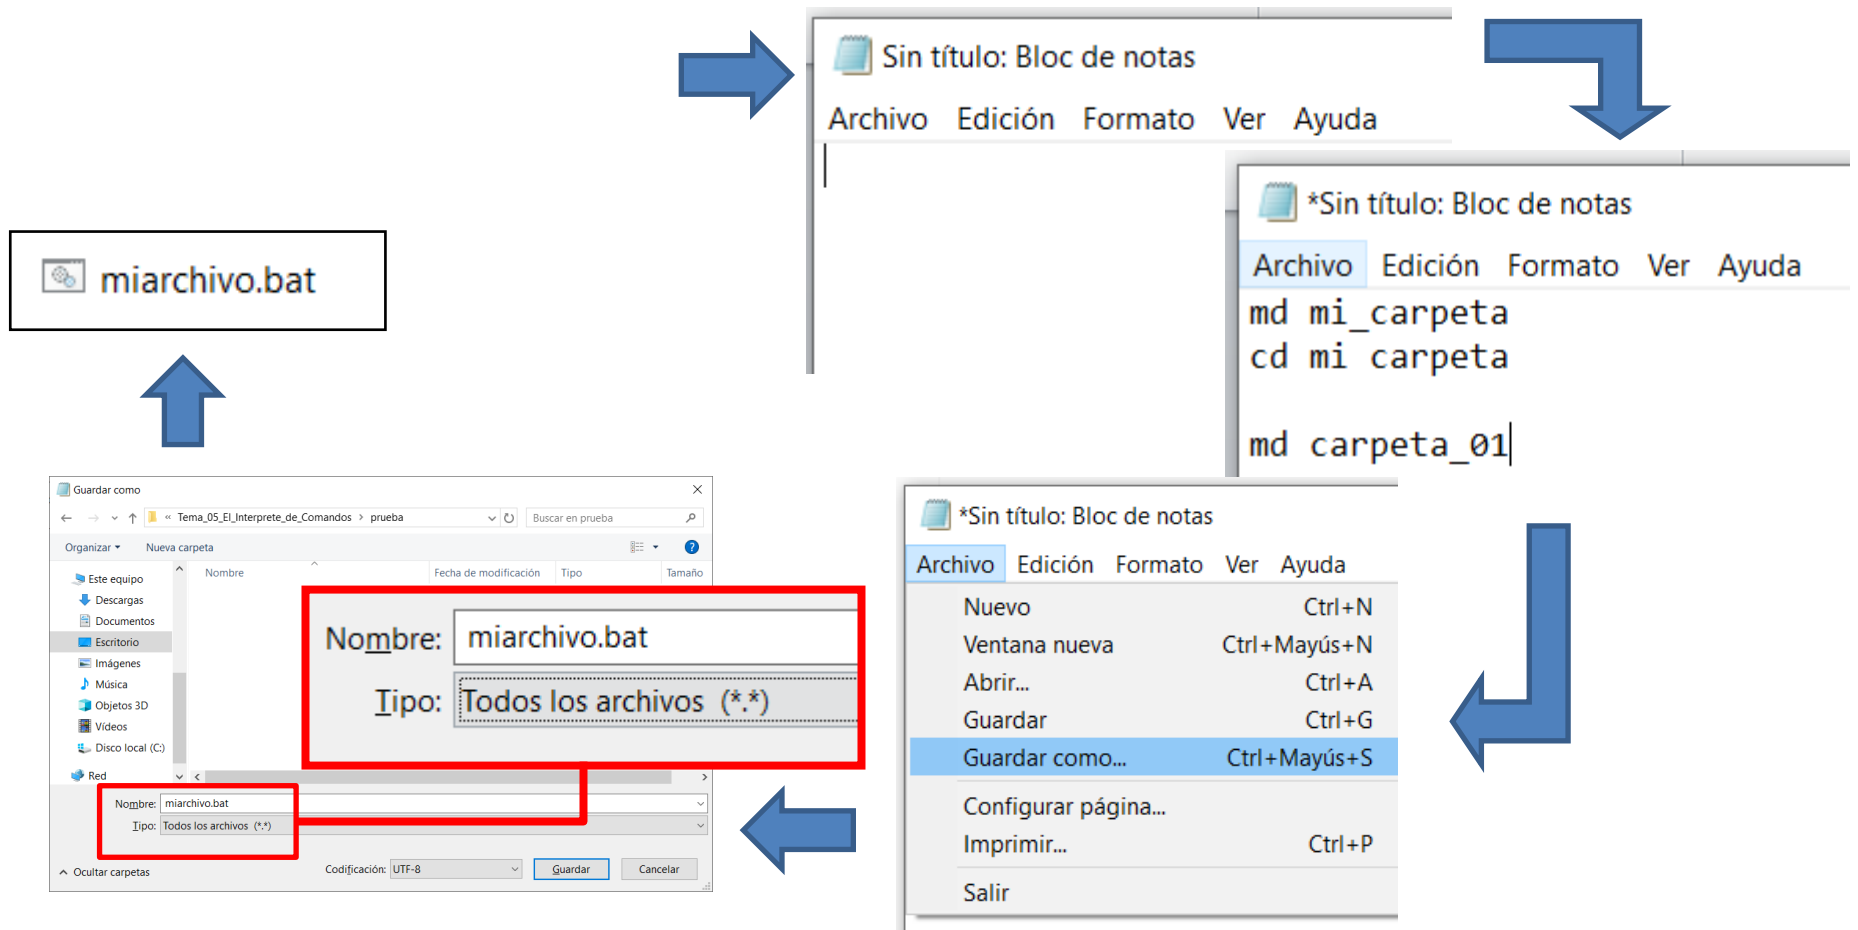 Sin título: Bloc de notas
Archivo Edición Formato Ver Ayuda
*Sin título: Bloc de notas
Archivo Edición Formato Ver Ayuda
md mi_carpeta
cd mi carpeta
md carpeta_01
*Sin título: Bloc de notas
Archivo Edición Formato Ver Ayuda
Nuevo Ctrl+N
Ventana nueva Ctrl+Mayús+N
Abrir... Ctrl+A
Guardar Ctrl+G
Guardar como... Ctrl+Mayús+S
Configurar página...
Imprimir... Ctrl+P
Salir
Guardar como
« Tema_05_El_Interprete_de_Comandos > prueba
Buscar en prueba
Organizar Nueva carpeta
Nombre Fecha de modificación Tipo Tamaño
Este equipo
Descargas
Documentos
Escritorio
Imágenes
Música
Objetos 3D
Vídeos
Disco local (C:)
Red
Nombre: miarchivo.bat
Tipo: Todos los archivos (*.*)
Nombre: miarchivo.bat
Tipo: Todos los archivos (*.*)
Ocultar carpetas
Codificación: UTF-8
Guardar Cancelar
miarchivo.bat